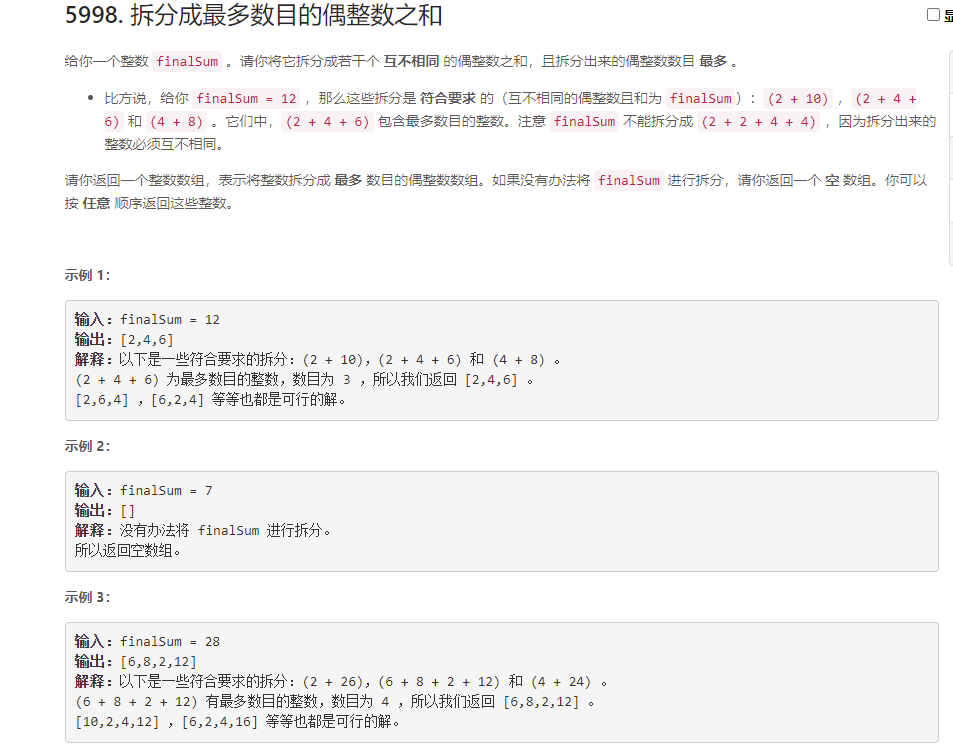 5998. 拆分成最多数目的偶整数之和
给你一个整数 finalSum 。请你将它拆分成若干个 互不相同 的偶整数之和，且拆分出来的偶整数数目 最多 。
• 比方说，给你 finalSum = 12 ，那么这些拆分是 符合要求 的（互不相同的偶整数且和为 finalSum）：(2 + 10) ，(2 + 4 +
6) 和 (4 + 8) 。它们中，(2 + 4 + 6) 包含最多数目的整数。注意 finalSum 不能拆分成 (2 + 2 + 4 + 4) ，因为拆分出来的
整数必须互不相同。
请你返回一个整数数组，表示将整数拆分成 最多 数目的偶整数数组。如果没有办法将 finalSum 进行拆分，请你返回一个 空 数组。你可以
按 任意 顺序返回这些整数。
示例 1：
输入：finalSum = 12
输出：[2,4,6]
解释：以下是一些符合要求的拆分：(2 + 10)，(2 + 4 + 6) 和 (4 + 8) 。
(2 + 4 + 6) 为最多数目的整数，数目为 3 ，所以我们返回 [2,4,6] 。
[2,6,4] ，[6,2,4] 等等也都是可行的解。
示例 2：
输入：finalSum = 7
输出：[]
解释：没有办法将 finalSum 进行拆分。
所以返回空数组。
示例 3：
输入：finalSum = 28
输出：[6,8,2,12]
解释：以下是一些符合要求的拆分：(2 + 26)，(6 + 8 + 2 + 12) 和 (4 + 24) 。
(6 + 8 + 2 + 12) 有最多数目的整数，数目为 4 ，所以我们返回 [6,8,2,12] 。
[10,2,4,12] ，[6,2,4,16] 等等也都是可行的解。